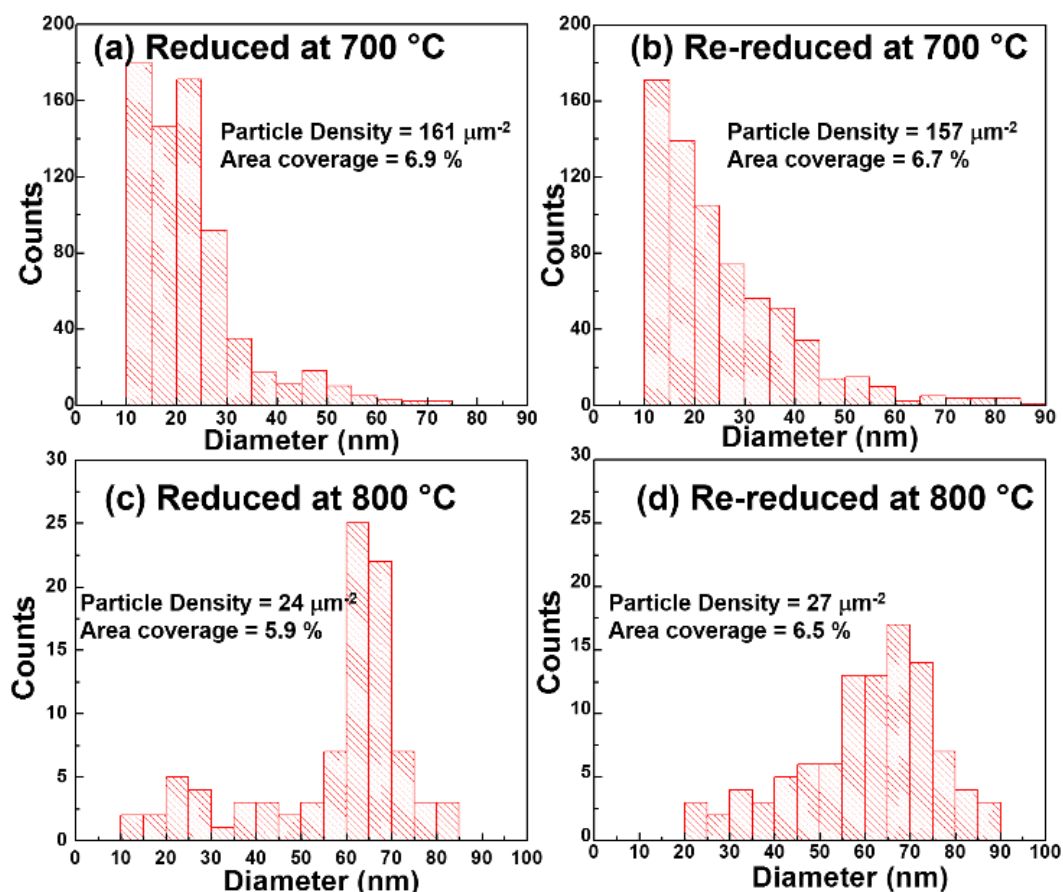 (a) Reduced at 700 °C
Particle Density = 161 μm-2
Area coverage = 6.9 %
Counts
200
160
120
80
40
0
0 10 20 30 40 50 60 70 80 90
Diameter (nm)
(b) Re-reduced at 700 °C
Particle Density = 157 μm-2
Area coverage = 6.7 %
Counts
200
160
120
80
40
0
0 10 20 30 40 50 60 70 80 90
Diameter (nm)
(c) Reduced at 800 °C
Particle Density = 24 μm-2
Area coverage = 5.9 %
Counts
30
25
20
15
10
5
0
0 10 20 30 40 50 60 70 80 90 100
Diameter (nm)
(d) Re-reduced at 800 °C
Particle Density = 27 μm-2
Area coverage = 6.5 %
Counts
30
25
20
15
10
5
0
0 10 20 30 40 50 60 70 80 90 100
Diameter (nm)